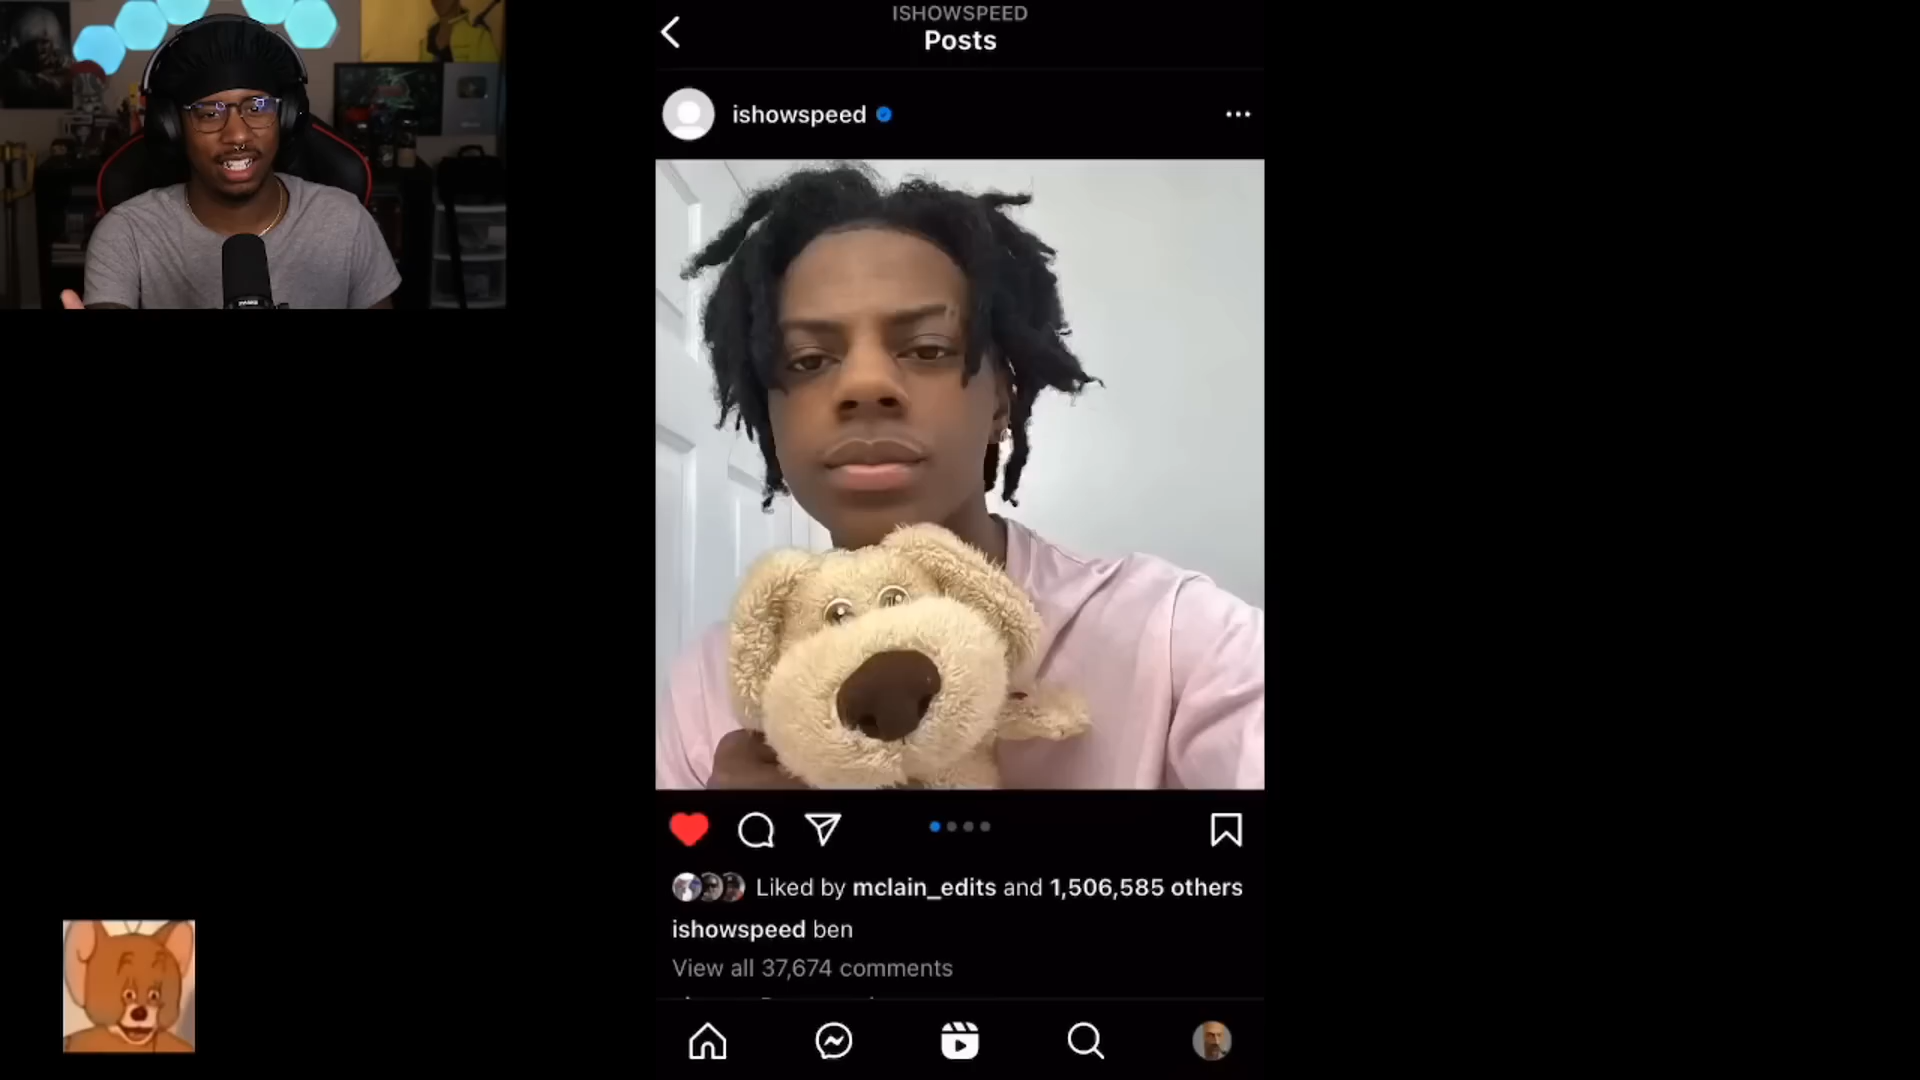 ISHOWSPEED
Posts
ishowspeed
Liked by mclain_edits and 1,506,585 others
ishowspeed ben
View all 37,674 comments